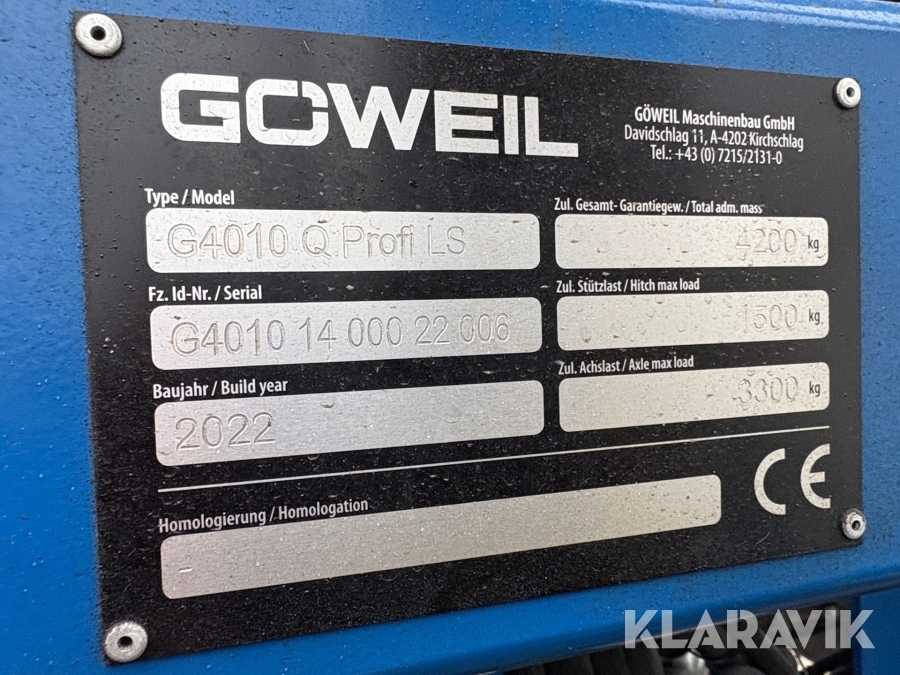 GÖWEIL
GÖWEIL Maschinenbau GmbH
Davidschlag 11, A-4202 Kirchschlag
Tel.: +43 (0) 7215/2131-0
Type / Model
G4010 Q Profi LS
Fz. Id-Nr. / Serial
G4010 14 000 22 006
Baujahr / Build year
2022
Zul. Gesamt- Garantiegew. / Total adm. mass
4200 kg
Zul. Stützlast / Hitch max load
1500 kg
Zul. Achslast / Axle max load
3300 kg
CE
Homologierung / Homologation
-
KLARAVIK